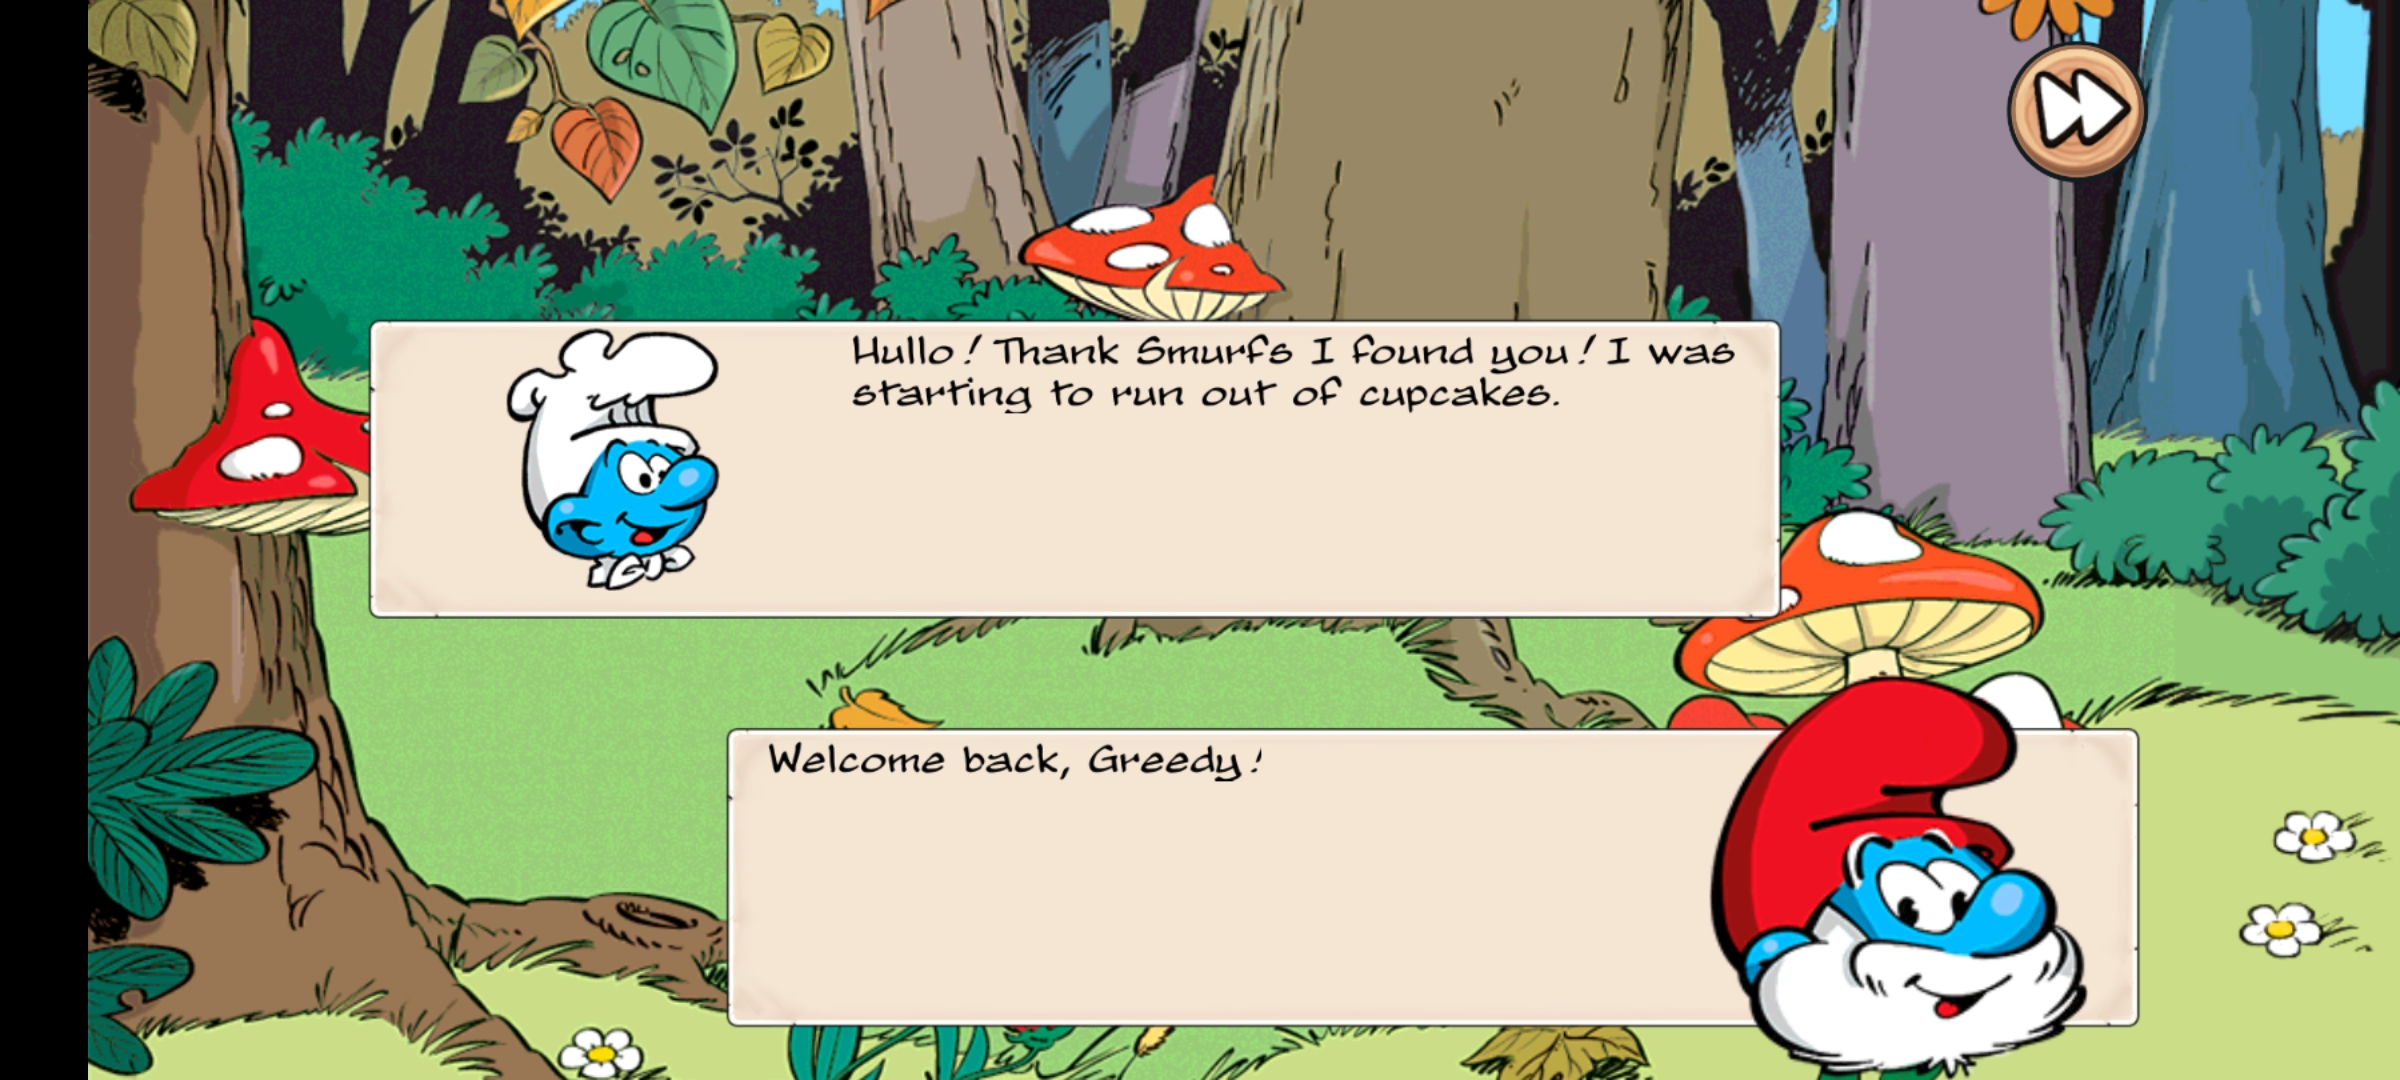 Hullo! Thank Smurfs I found you! I was
starting to run out of cupcakes.
Welcome back, Greedy!